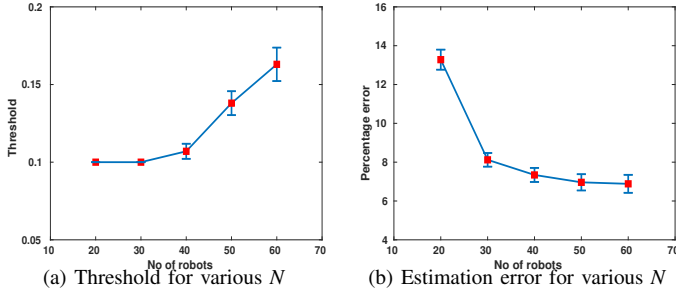 0.2
0.15
0.1
0.05
Threshold
10 20 30 40 50 60 70
No of robots
(a) Threshold for various N
16
14
12
10
8
6
4
Percentage error
10 20 30 40 50 60 70
No of robots
(b) Estimation error for various N